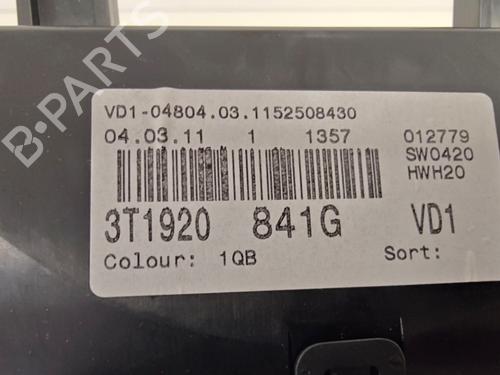 VD1-04804.03.1152508430
04.03.11 1 1357 012779
SW0420
HWH20
3T1920 841G VD1
Colour: 1QB Sort:
B-PARTS